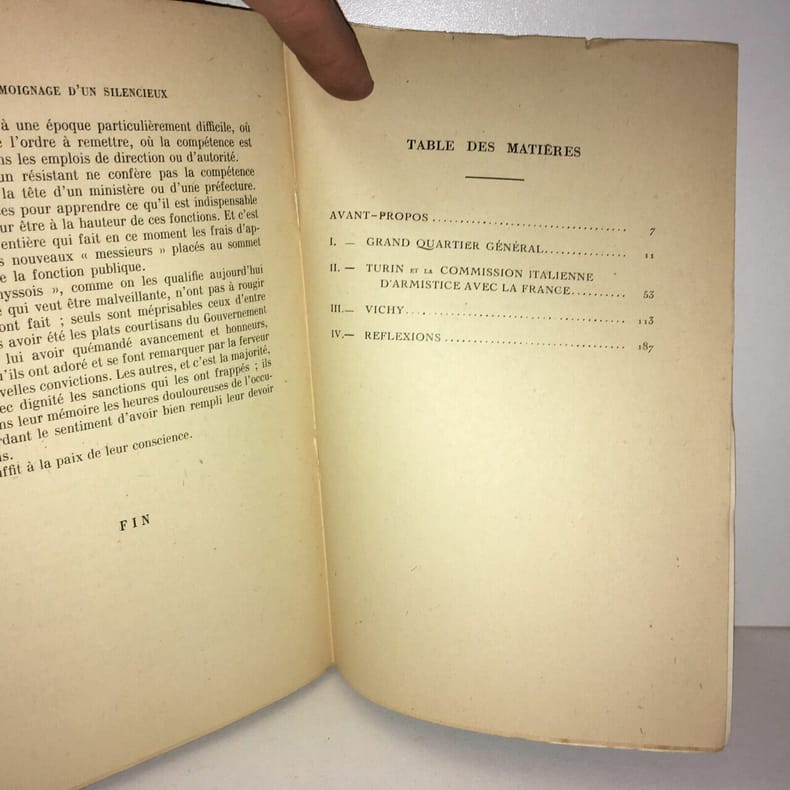 MOIGNAGE D'UN SILENCIEUX
à une époque particulièrement difficile, où
l'ordre à remettre, où la compétence est
ns les emplois de direction ou d'autorité.
un résistant ne confère pas la compétence
la tête d'un ministère ou d'une préfecture.
es pour apprendre ce qu'il est indispensable
ur être à la hauteur de ces fonctions. Et c'est
entière qui fait en ce moment les frais d'ap-
s nouveaux « messieurs » placés au sommet
e la fonction publique.
hyssois », comme on les qualifie aujourd'hui
e qui veut être malveillante, n'ont pas à rougir
ont fait ; seuls sont méprisables ceux d'entre
s avoir été les plats courtisans du Gouvernement
lui avoir quémandé avancement et honneurs,
u'ils ont adoré et se font remarquer par la ferveur
velles convictions. Les autres, et c'est la majorité,
ec dignité les sanctions qui les ont frappés ; ils
ns leur mémoire les heures douloureuses de l'occu-
rdant le sentiment d'avoir bien rempli leur devoir
s.
uffit à la paix de leur conscience.
FIN
TABLE DES MATIÈRES
AVANT-PROPOS 7
I. — GRAND QUARTIER GÉNÉRAL 11
II. — TURIN ET LA COMMISSION ITALIENNE
D'ARMISTICE AVEC LA FRANCE 53
III.— VICHY 113
IV.— REFLEXIONS 187